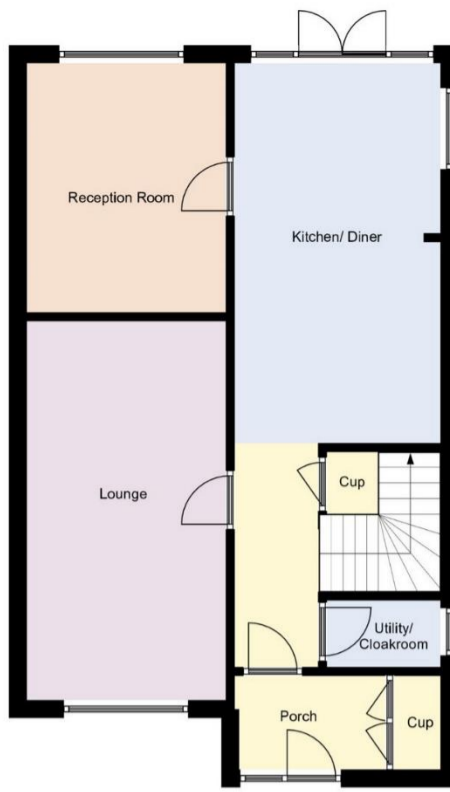 Reception Room
Kitchen/ Diner
Lounge
Cup
Utility/
Cloakroom
Porch
Cup